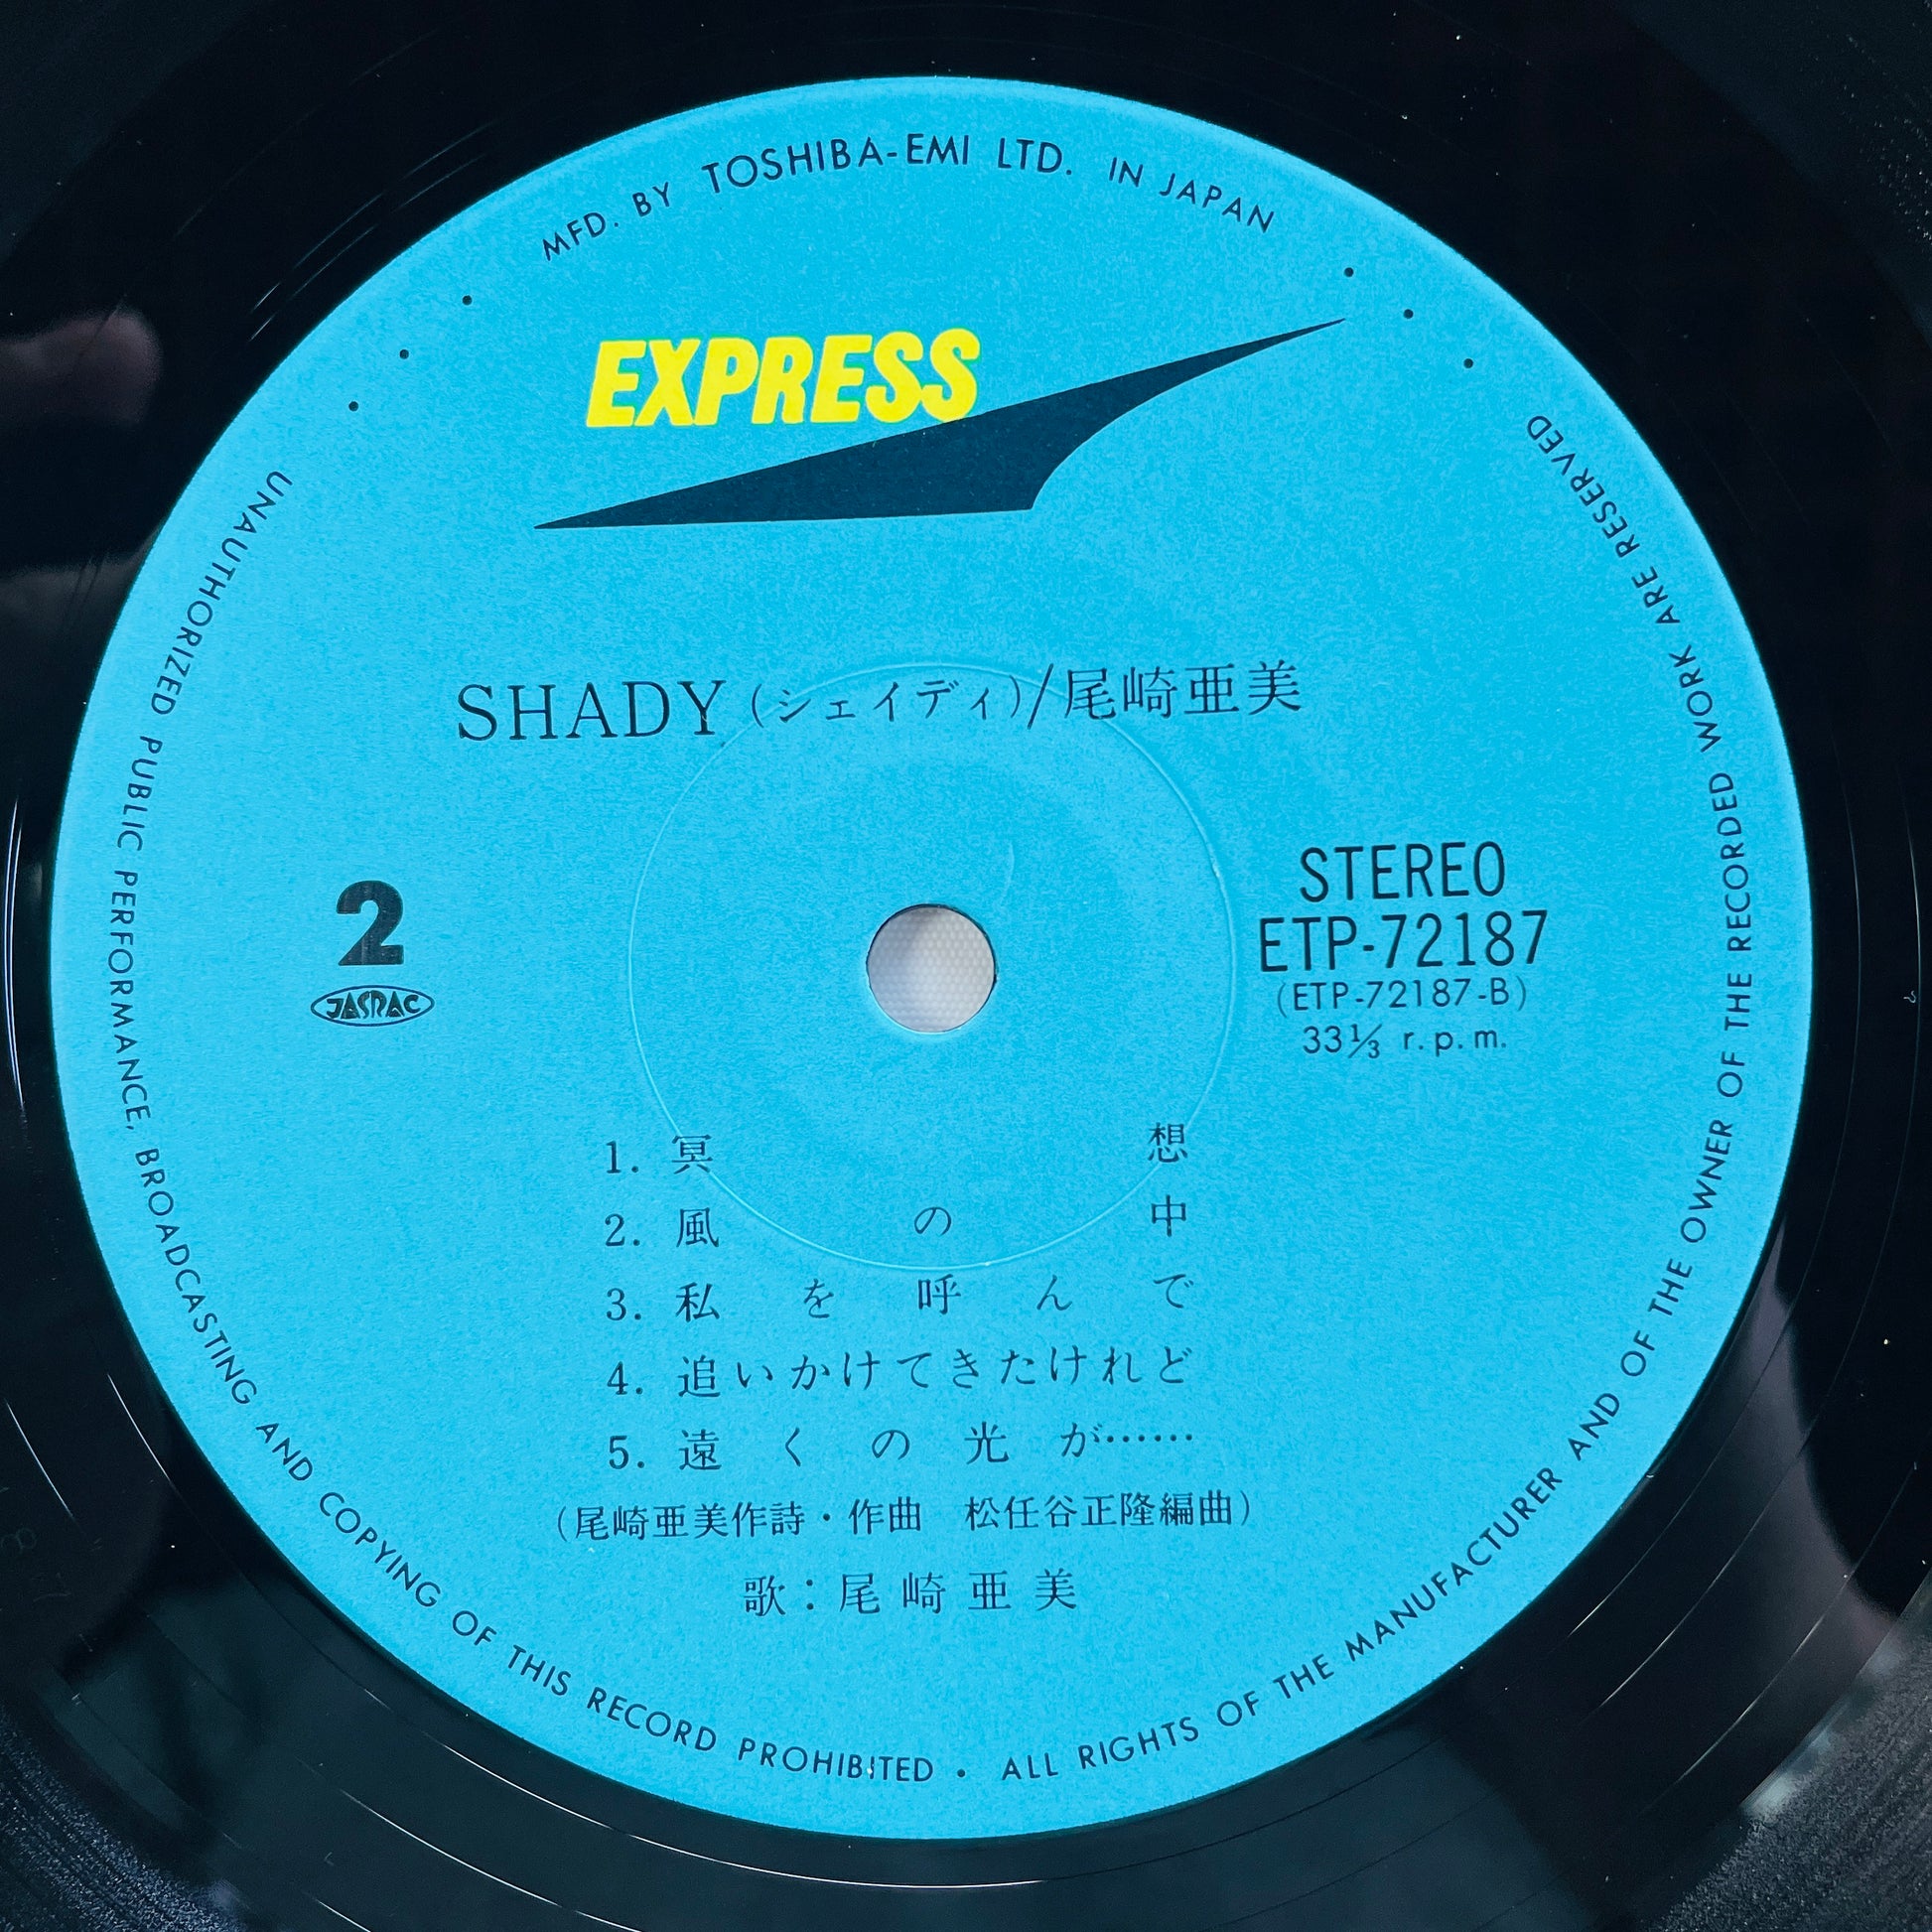 MFD. BY TOSHIBA-EMI LTD. IN JAPAN
EXPRESS
SHADY (シェイディ)/尾崎亜美
2
JASRAC
STEREO
ETP-72187
(ETP-72187-B)
33⅓ r.p.m.
1. 冥想
2. 風の中
3. 私を呼んで
4. 追いかけてきたけれど
5. 遠くの光が……
(尾崎亜美作詩・作曲 松任谷正隆編曲)
歌：尾崎亜美
UNAUTHORIZED PUBLIC PERFORMANCE, BROADCASTING AND COPYING OF THIS RECORD PROHIBITED • ALL RIGHTS OF THE MANUFACTURER AND OF THE OWNER OF THE RECORDED WORK ARE RESERVED